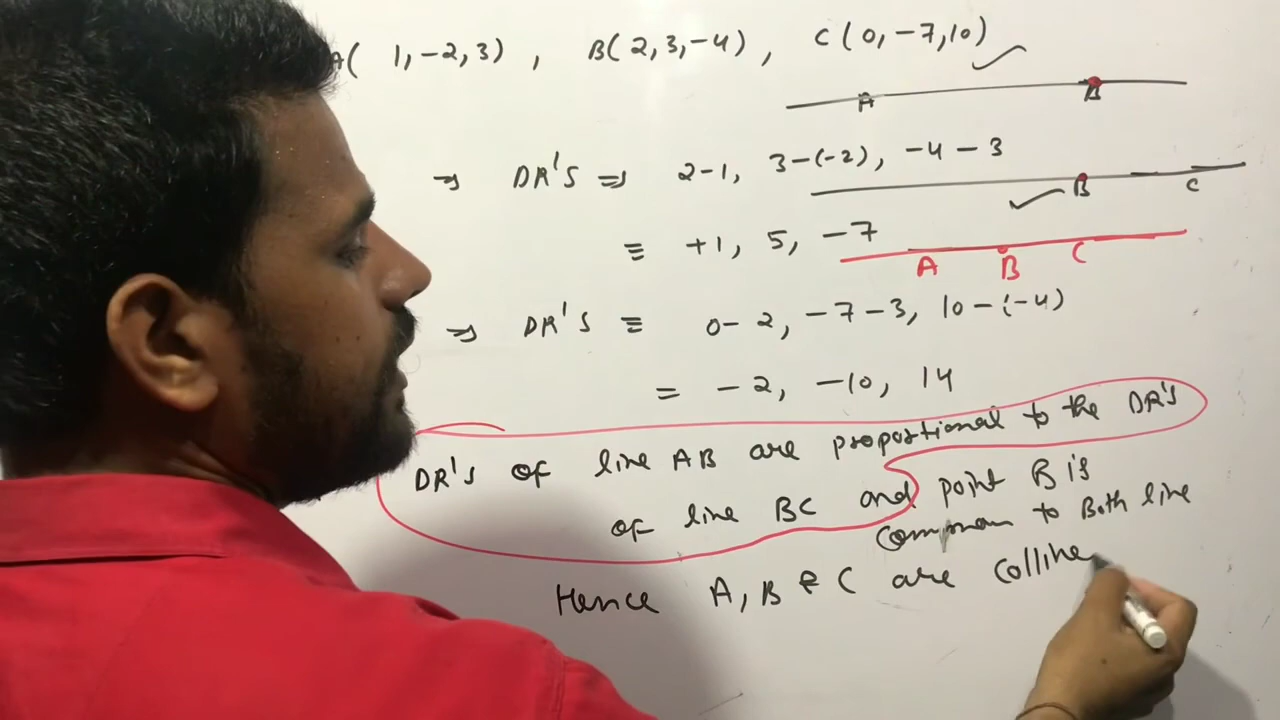 A( 1, -2, 3) , B( 2, 3, -4) , C ( 0, -7, 10)
A B
⇒ DR'S ⇒ 2-1, 3-(-2), -4 - 3
B C
≡ +1, 5, -7
A B C
⇒ DR'S ≡ 0- 2, -7 - 3, 10 - (-4)
= -2, -10, 14
DR'S of line AB are proportional to the DR's
of line BC and point B is
common to Both line
Hence A, B & C are Colline